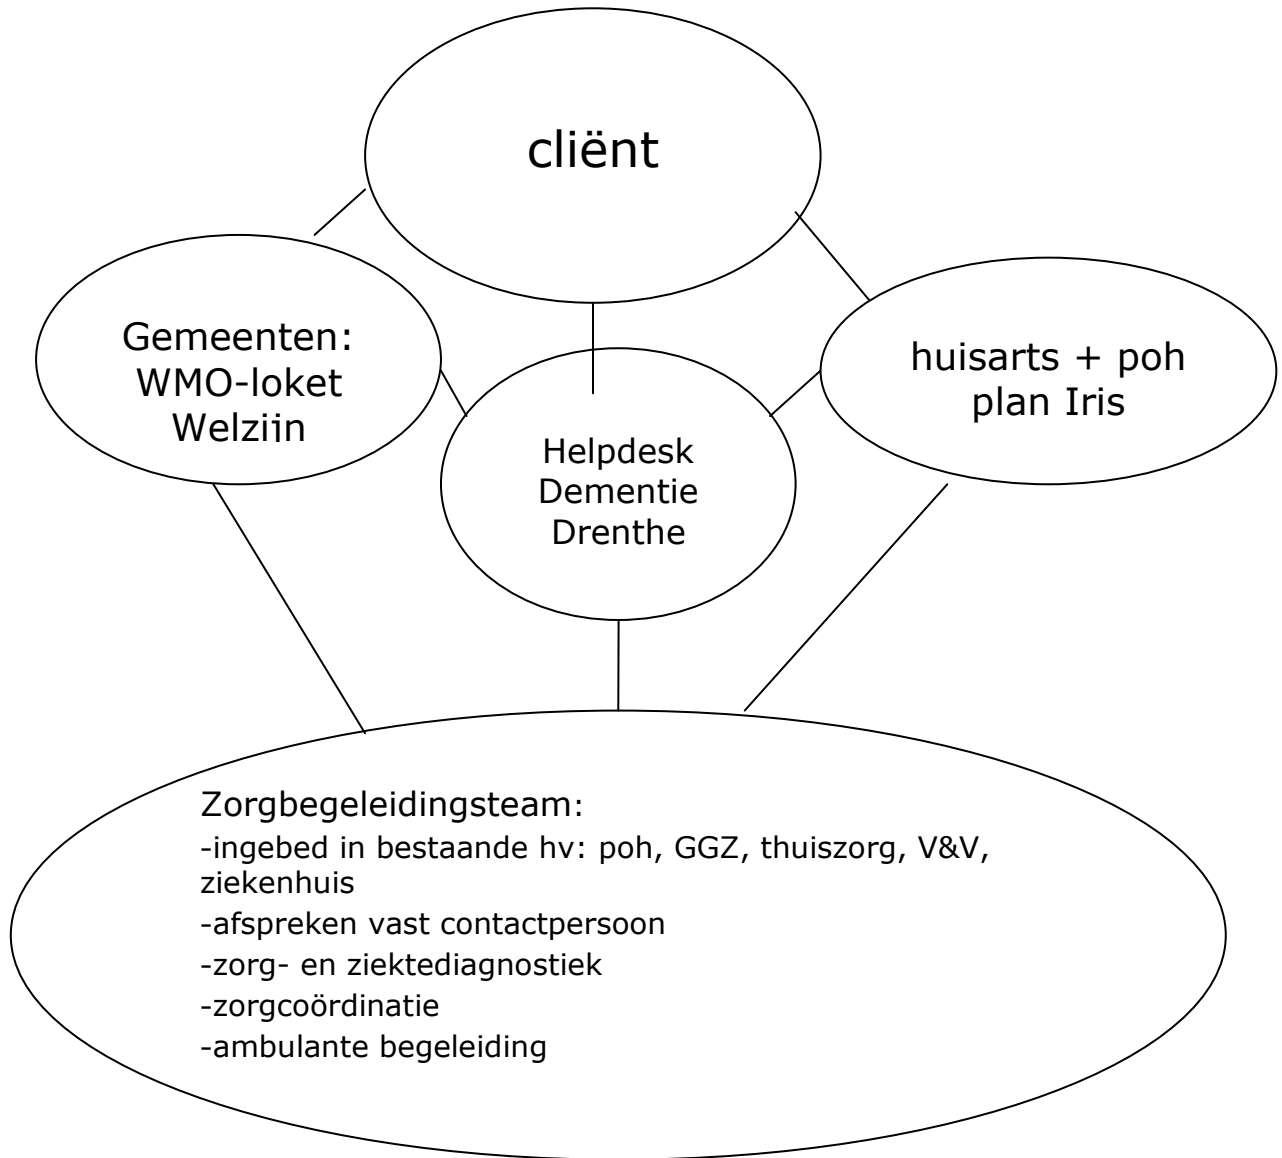 cliënt
Gemeenten:
WMO-loket
Welzijn
huisarts + poh
plan Iris
Helpdesk
Dementie
Drenthe
Zorgbegeleidingsteam:
-ingebed in bestaande hv: poh, GGZ, thuiszorg, V&V,
ziekenhuis
-afspreken vast contactpersoon
-zorg- en ziektediagnostiek
-zorgcoördinatie
-ambulante begeleiding